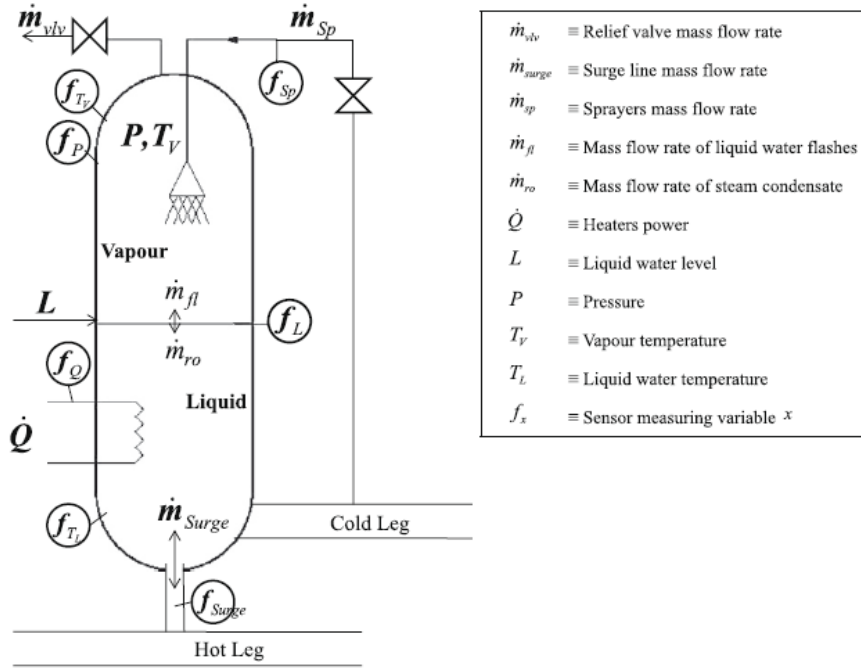 ṁvlv
ṁSp
fSp
fTV
fP
P, TV
Vapour
ṁfl
L
fL
ṁro
fQ
Liquid
Q̇
fTL
ṁSurge
Cold Leg
fSurge
Hot Leg
ṁvlv ≡ Relief valve mass flow rate
ṁsurge ≡ Surge line mass flow rate
ṁsp ≡ Sprayers mass flow rate
ṁfl ≡ Mass flow rate of liquid water flashes
ṁro ≡ Mass flow rate of steam condensate
Q̇ ≡ Heaters power
L ≡ Liquid water level
P ≡ Pressure
TV ≡ Vapour temperature
TL ≡ Liquid water temperature
fx ≡ Sensor measuring variable x